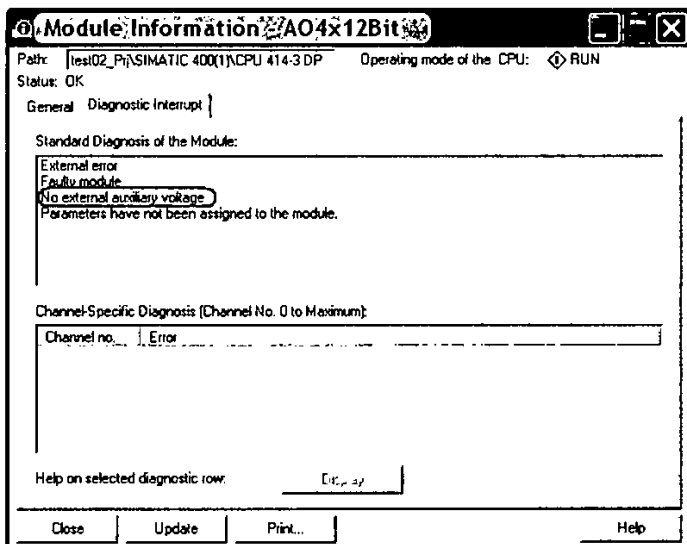 Module Information AO4x12Bit
Path: test02_Prj\SIMATIC 400(1)\CPU 414-3 DP Operating mode of the CPU: RUN
Status: OK
General Diagnostic Interrupt
Standard Diagnosis of the Module:
External error
Faulty module
No external auxiliary voltage
Parameters have not been assigned to the module.
Channel-Specific Diagnosis (Channel No. 0 to Maximum):
Channel no. Error
Help on selected diagnostic row: Display
Close Update Print... Help